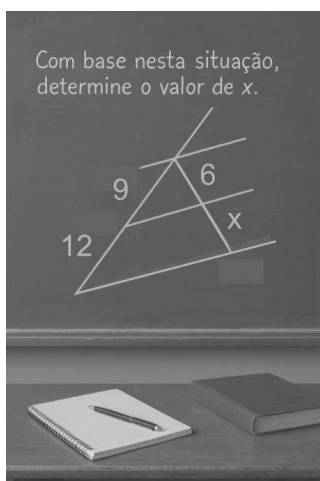 Com base nesta situação,
determine o valor de x.
9
6
x
12